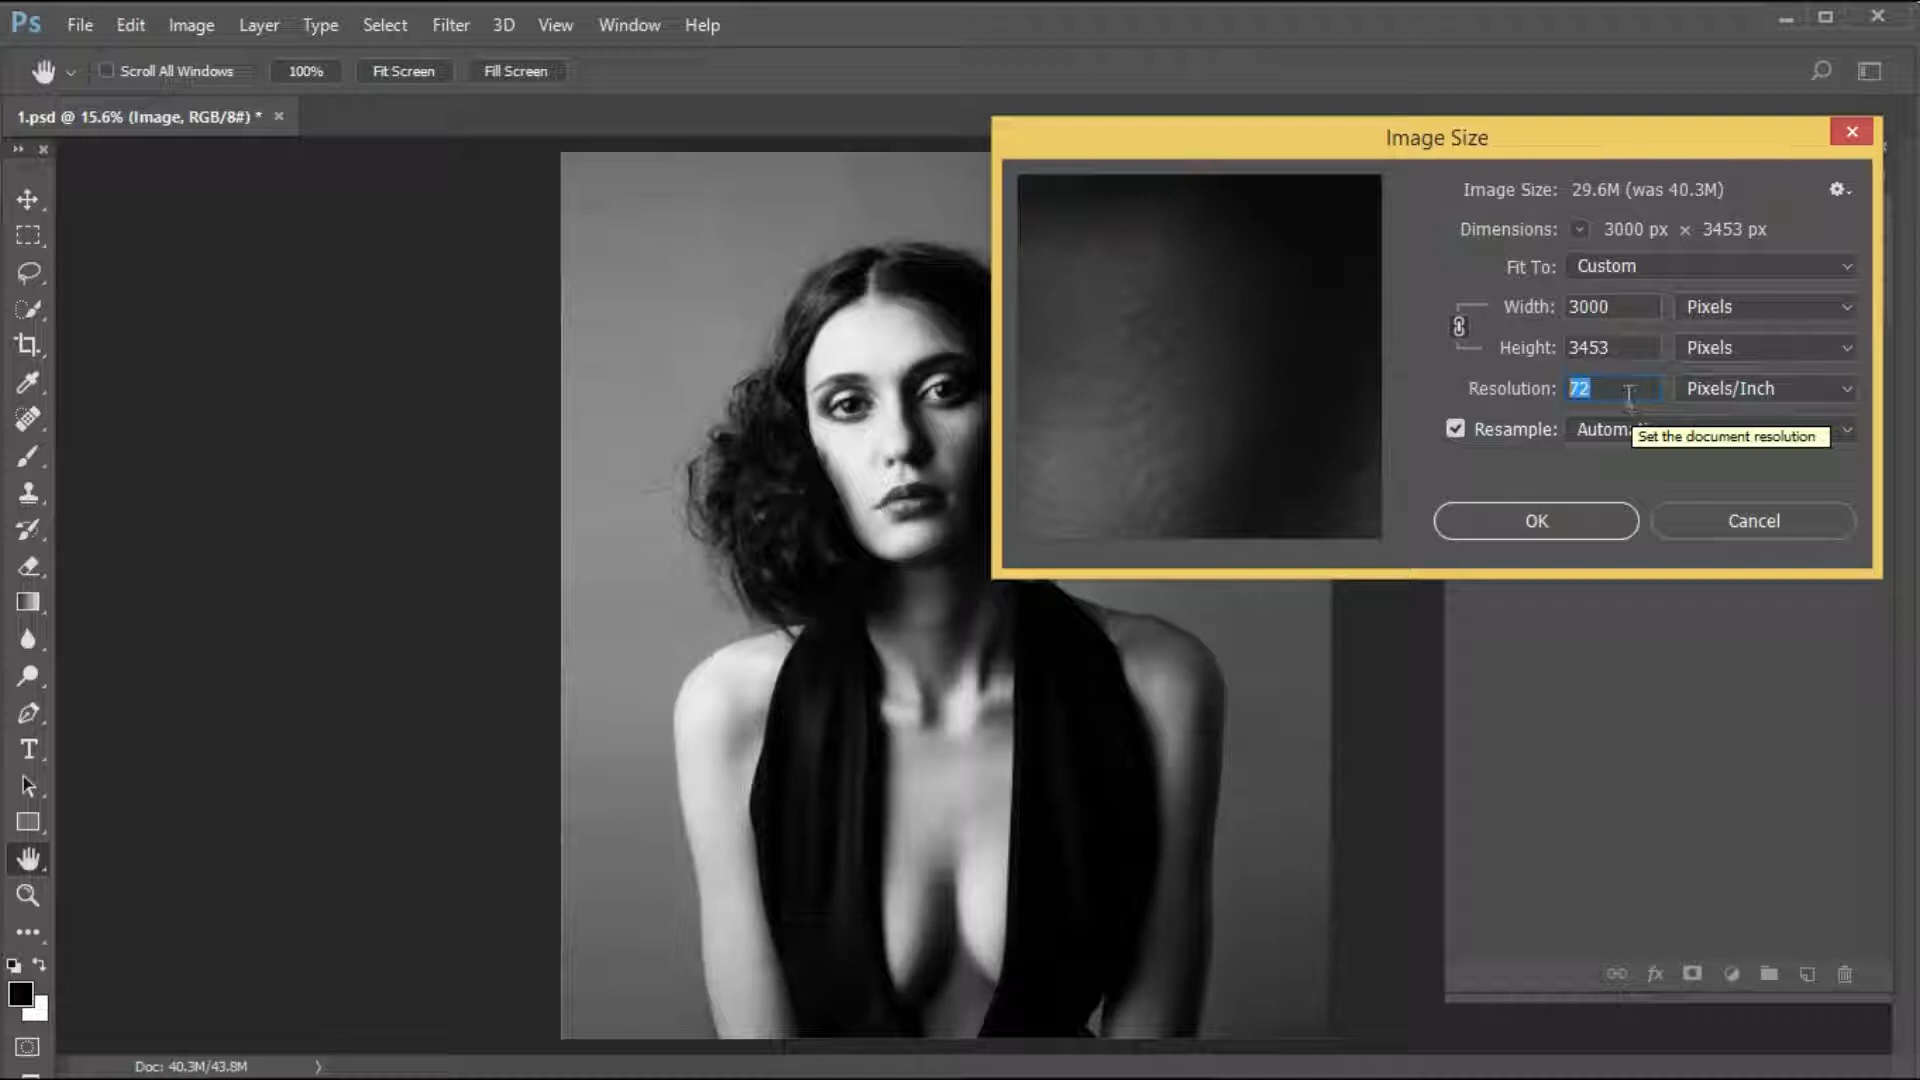 Ps File Edit Image Layer Type Select Filter 3D View Window Help
Scroll All Windows 100% Fit Screen Fill Screen
1.psd @ 15.6% (Image, RGB/8#) *
Image Size
Image Size: 29.6M (was 40.3M)
Dimensions: 3000 px × 3453 px
Fit To: Custom
Width: 3000 Pixels
Height: 3453 Pixels
Resolution: 72 Pixels/Inch
Resample:
Set the document resolution
OK Cancel
fx
Doc: 40.3M/43.8M